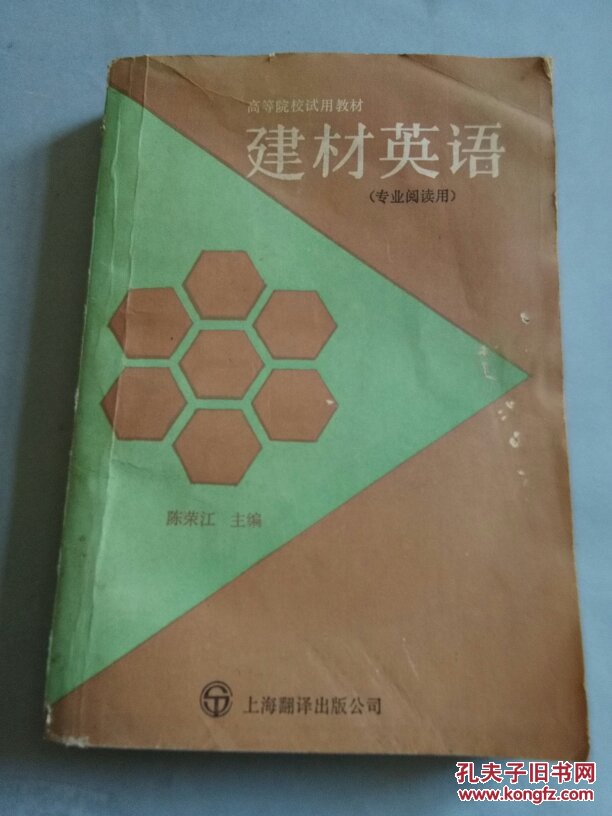 高等院校试用教材
建材英语
(专业阅读用)
陈荣江 主编
上海翻译出版公司
孔夫子旧书网
www.kongfz.com